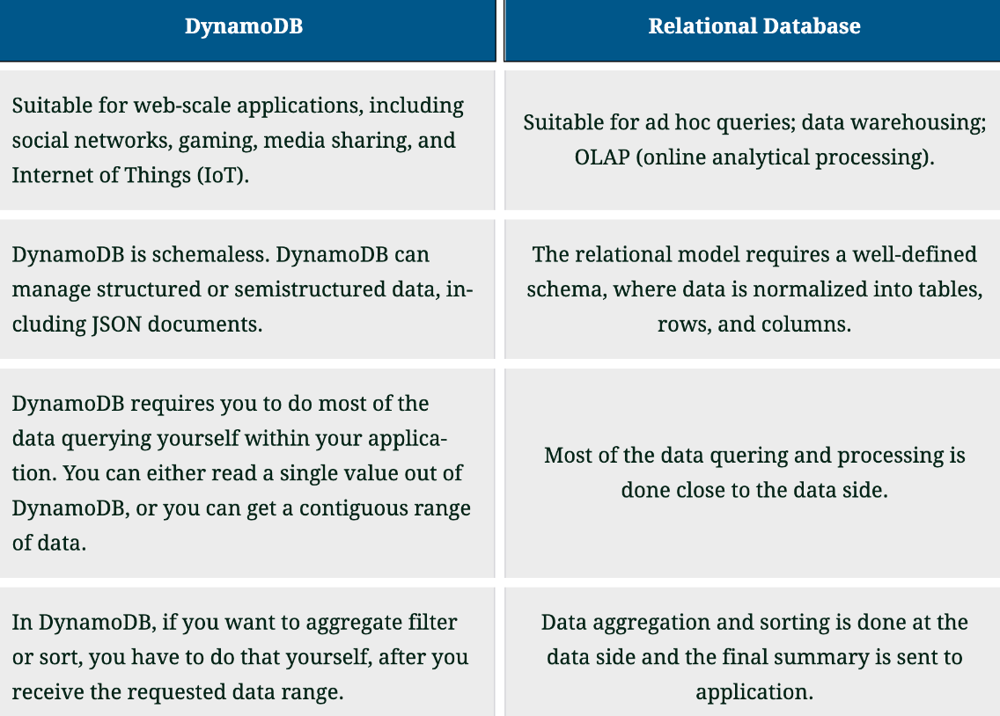 DynamoDB
Relational Database
Suitable for web-scale applications, including
social networks, gaming, media sharing, and
Internet of Things (IoT).
Suitable for ad hoc queries; data warehousing;
OLAP (online analytical processing).
DynamoDB is schemaless. DynamoDB can
manage structured or semistructured data, in-
cluding JSON documents.
The relational model requires a well-defined
schema, where data is normalized into tables,
rows, and columns.
DynamoDB requires you to do most of the
data querying yourself within your applica-
tion. You can either read a single value out of
DynamoDB, or you can get a contiguous range
of data.
Most of the data quering and processing is
done close to the data side.
In DynamoDB, if you want to aggregate filter
or sort, you have to do that yourself, after you
receive the requested data range.
Data aggregation and sorting is done at the
data side and the final summary is sent to
application.